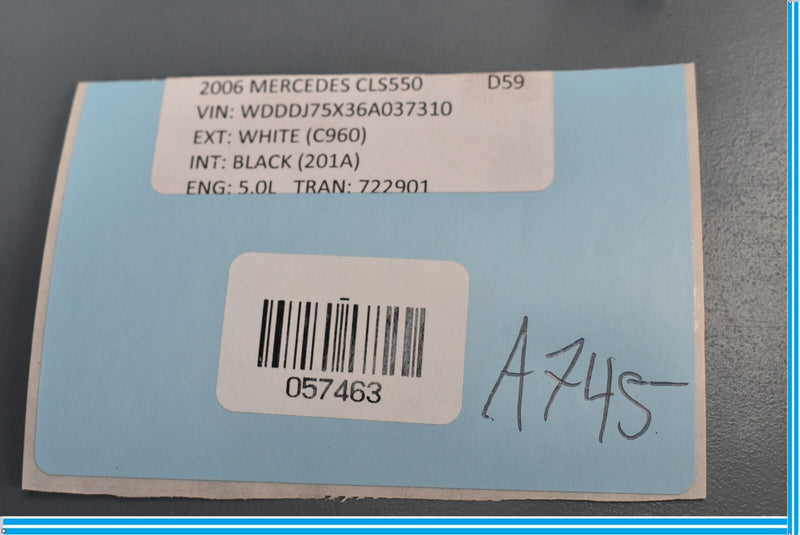 2006 MERCEDES CLS550 D59
VIN: WDDDJ75X36A037310
EXT: WHITE (C960)
INT: BLACK (201A)
ENG: 5.0L TRAN: 722901
057463
A745